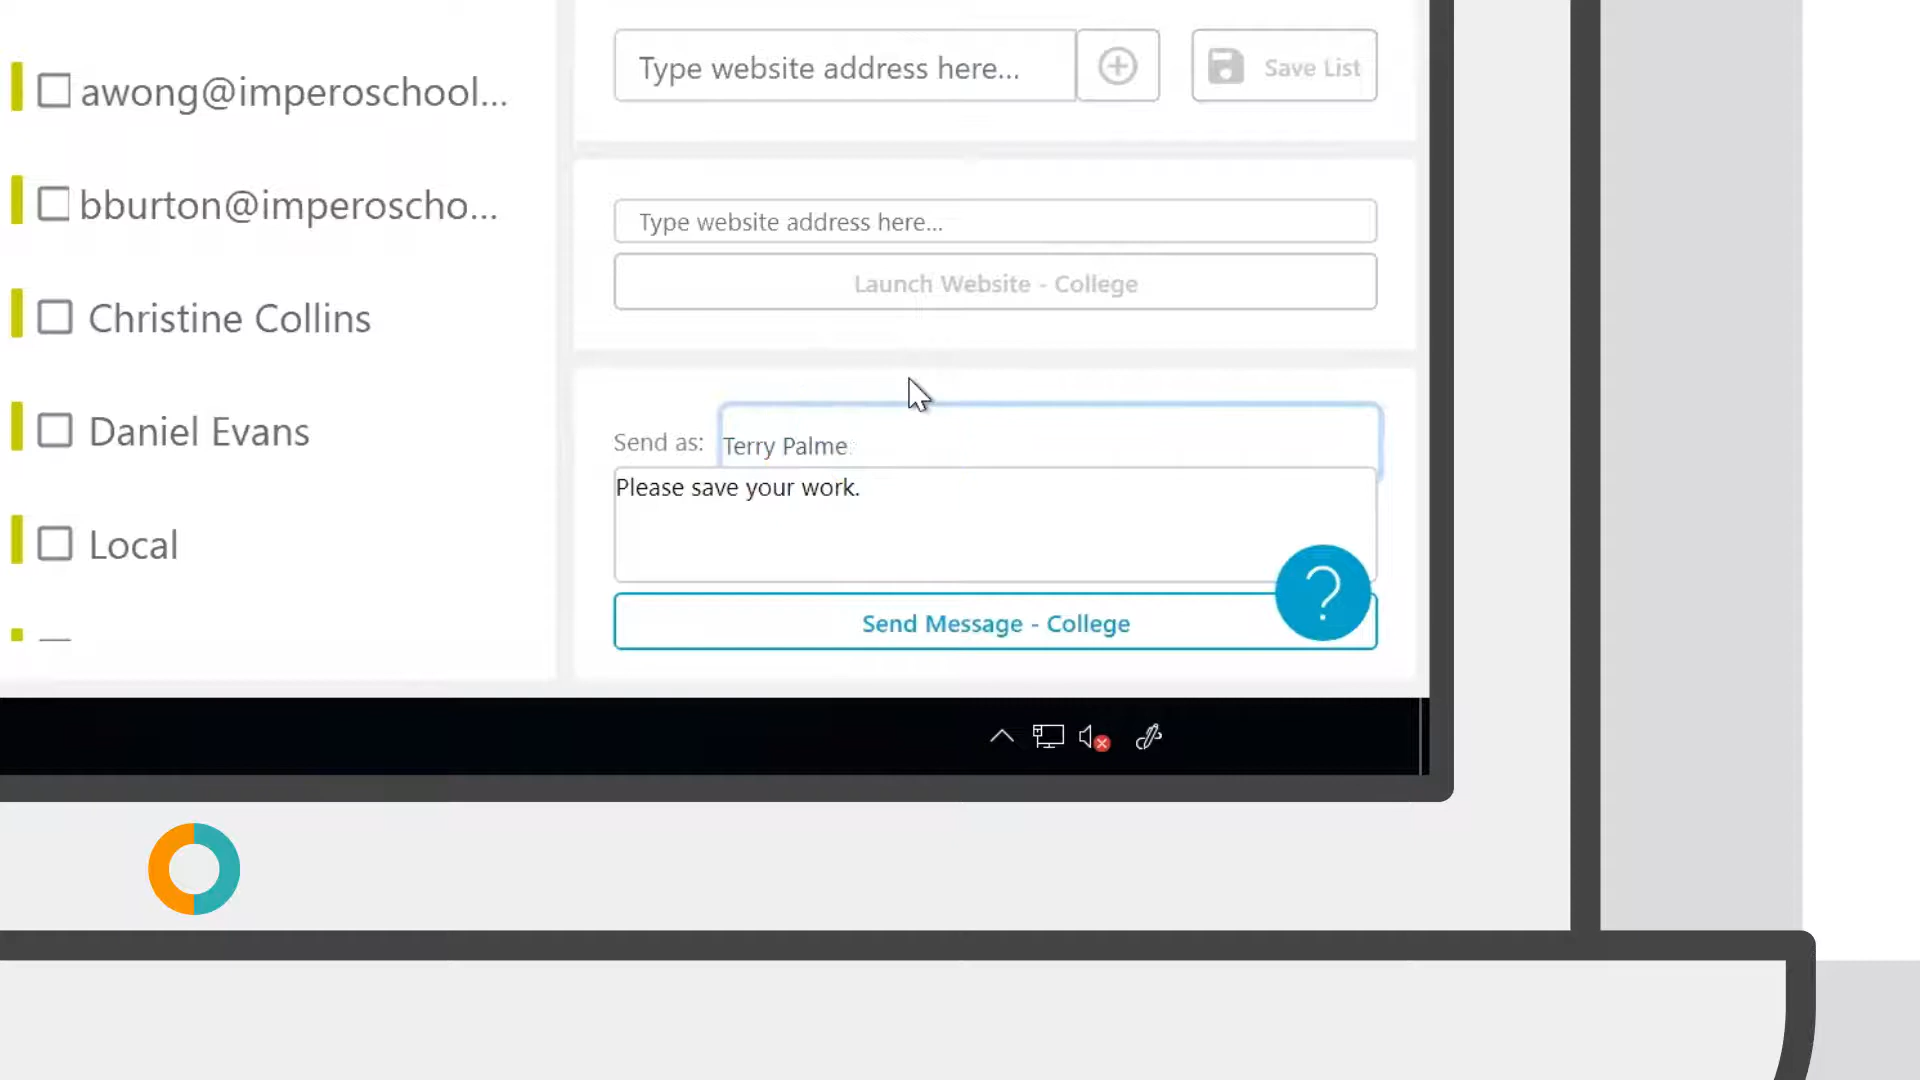 awong@imperoschool...
bburton@imperoscho...
Christine Collins
Daniel Evans
Local
Type website address here...
Save List
Type website address here...
Launch Website - College
Send as: Terry Palme
Please save your work.
?
Send Message - College